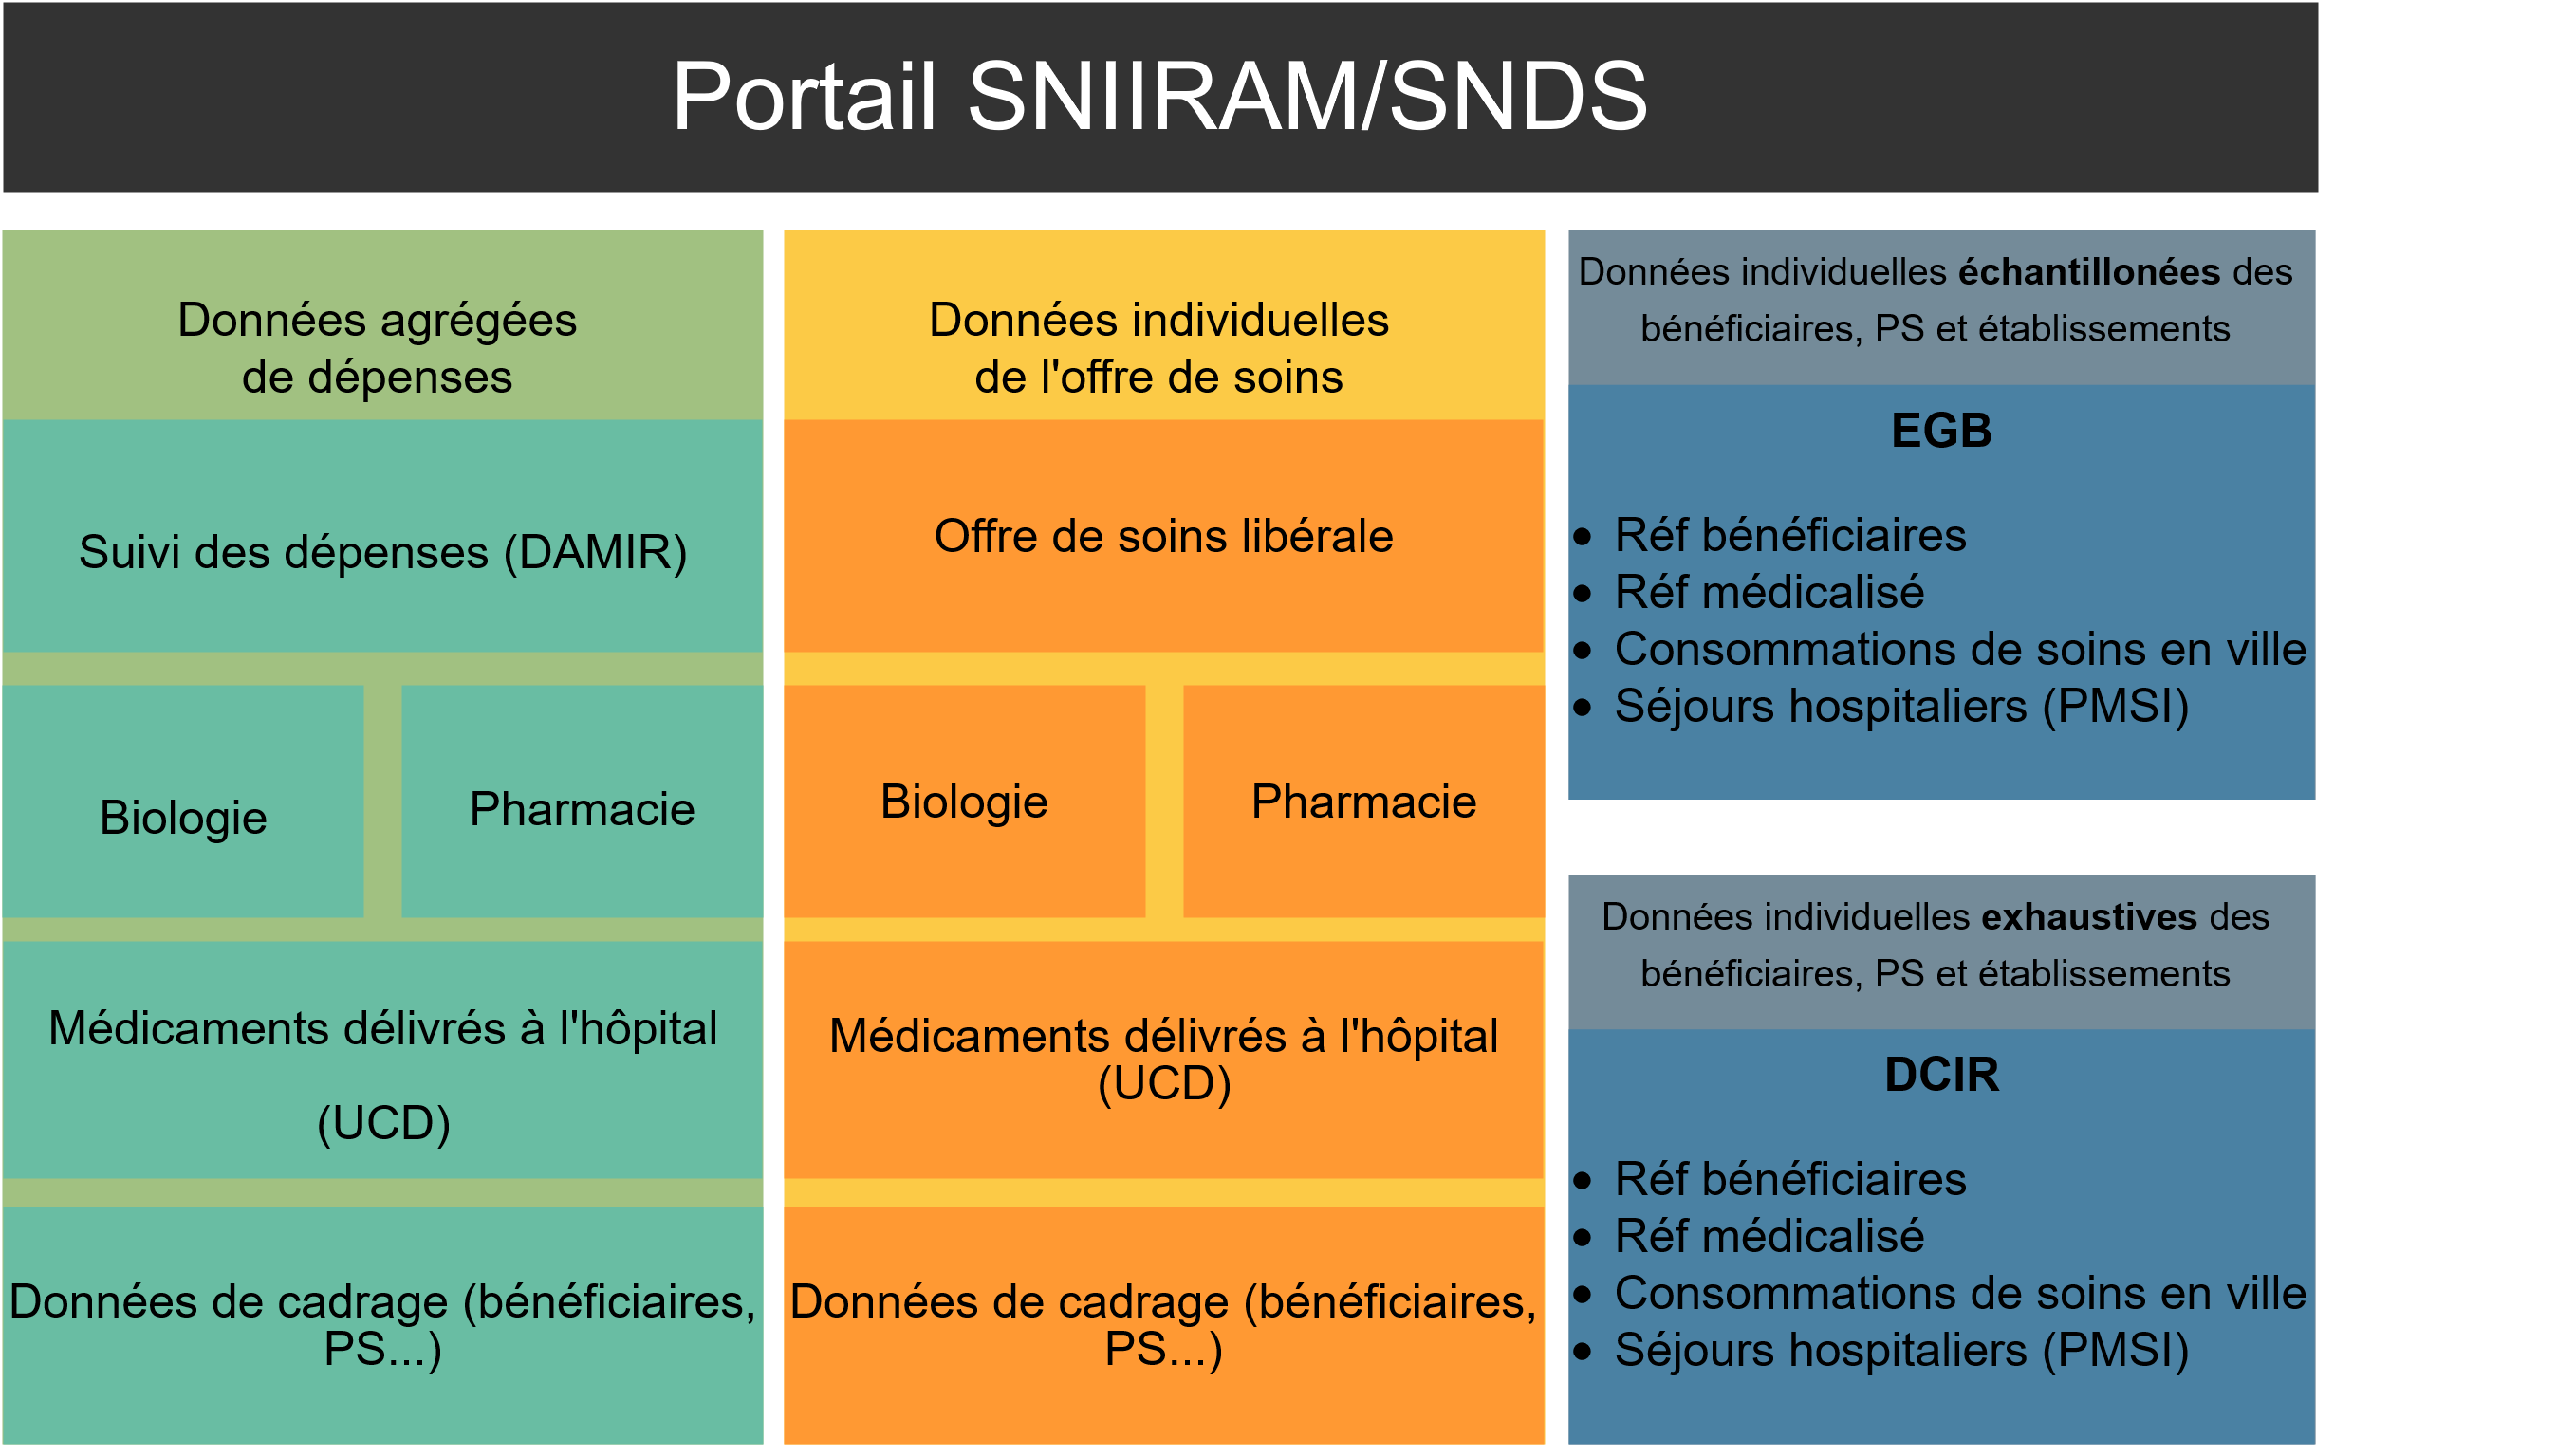 Portail SNIIRAM/SNDS
Données agrégées
de dépenses
Suivi des dépenses (DAMIR)
Biologie
Pharmacie
Médicaments délivrés à l'hôpital
(UCD)
Données de cadrage (bénéficiaires,
PS...)
Données individuelles
de l'offre de soins
Offre de soins libérale
Biologie
Pharmacie
Médicaments délivrés à l'hôpital
(UCD)
Données de cadrage (bénéficiaires,
PS...)
Données individuelles échantillonées des
bénéficiaires, PS et établissements
EGB
• Réf bénéficiaires
• Réf médicalisé
• Consommations de soins en ville
• Séjours hospitaliers (PMSI)
Données individuelles exhaustives des
bénéficiaires, PS et établissements
DCIR
• Réf bénéficiaires
• Réf médicalisé
• Consommations de soins en ville
• Séjours hospitaliers (PMSI)